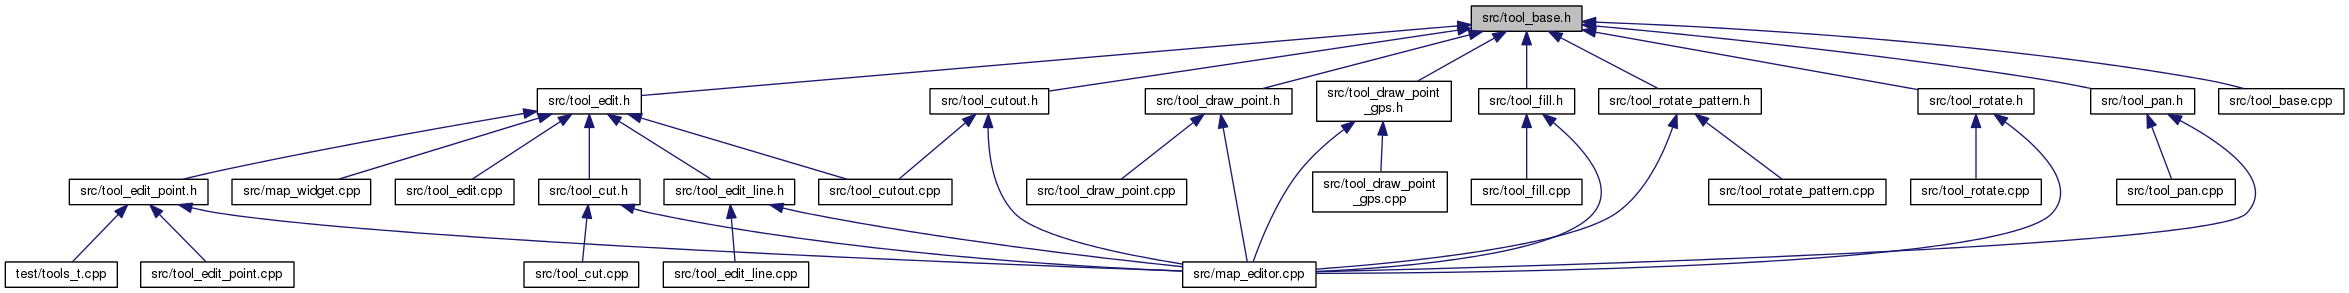 src/tool_base.h
src/tool_edit.h
src/tool_cutout.h
src/tool_draw_point.h
src/tool_draw_point
_gps.h
src/tool_fill.h
src/tool_rotate_pattern.h
src/tool_rotate.h
src/tool_pan.h
src/tool_base.cpp
src/tool_edit_point.h
src/map_widget.cpp
src/tool_edit.cpp
src/tool_cut.h
src/tool_edit_line.h
src/tool_cutout.cpp
src/tool_draw_point.cpp
src/tool_draw_point
_gps.cpp
src/tool_fill.cpp
src/tool_rotate_pattern.cpp
src/tool_rotate.cpp
src/tool_pan.cpp
test/tools_t.cpp
src/tool_edit_point.cpp
src/tool_cut.cpp
src/tool_edit_line.cpp
src/map_editor.cpp